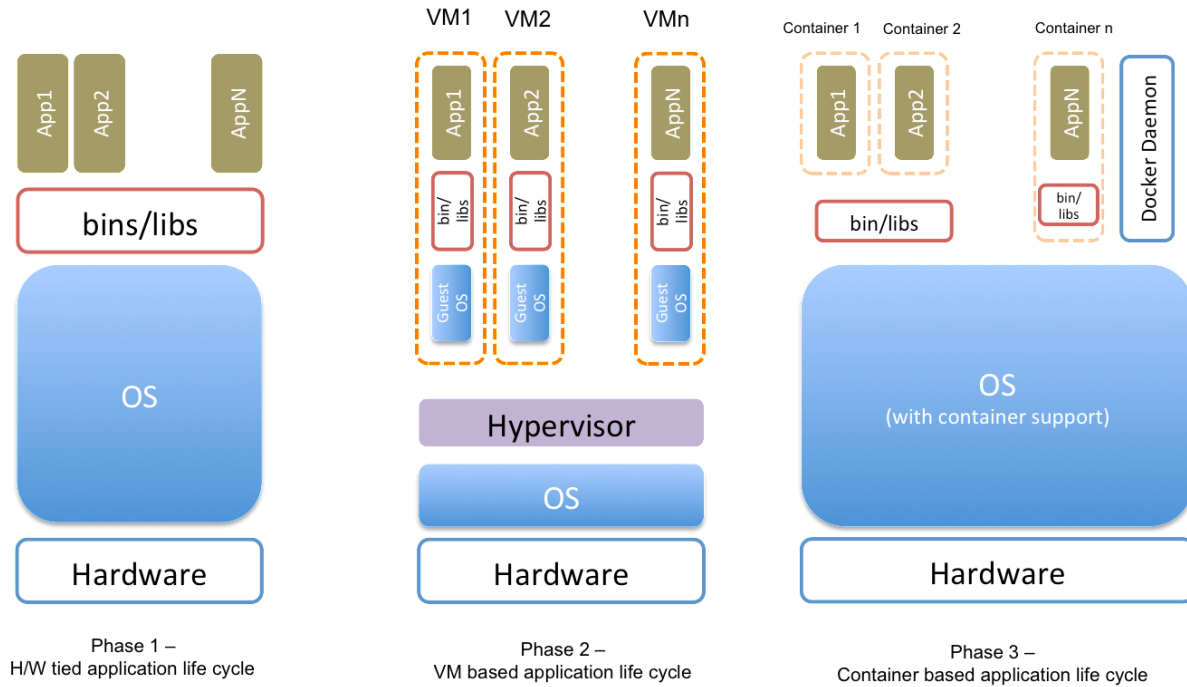 App1
App2
AppN
bins/libs
OS
Hardware
Phase 1 –
H/W tied application life cycle
VM1
VM2
VMn
App1
App2
AppN
bin/
libs
bin/
libs
bin/
libs
Guest
OS
Guest
OS
Guest
OS
Hypervisor
OS
Hardware
Phase 2 –
VM based application life cycle
Container 1
Container 2
Container n
App1
App2
AppN
Docker Daemon
bin/libs
bin/
libs
OS
(with container support)
Hardware
Phase 3 –
Container based application life cycle